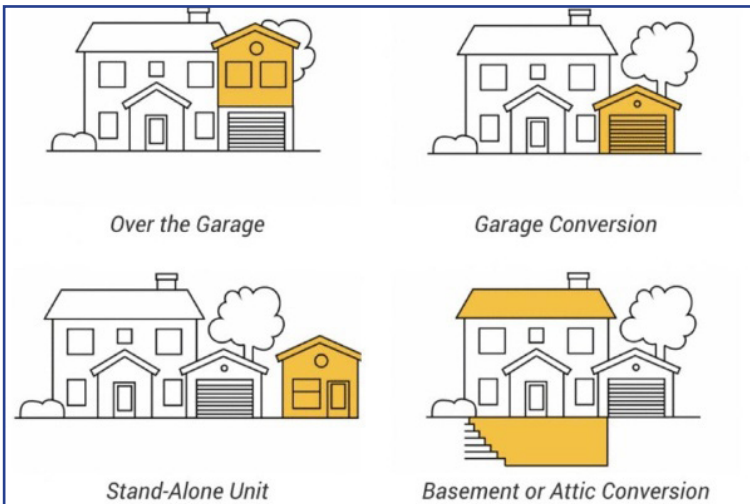 Over the Garage
Garage Conversion
Stand-Alone Unit
Basement or Attic Conversion